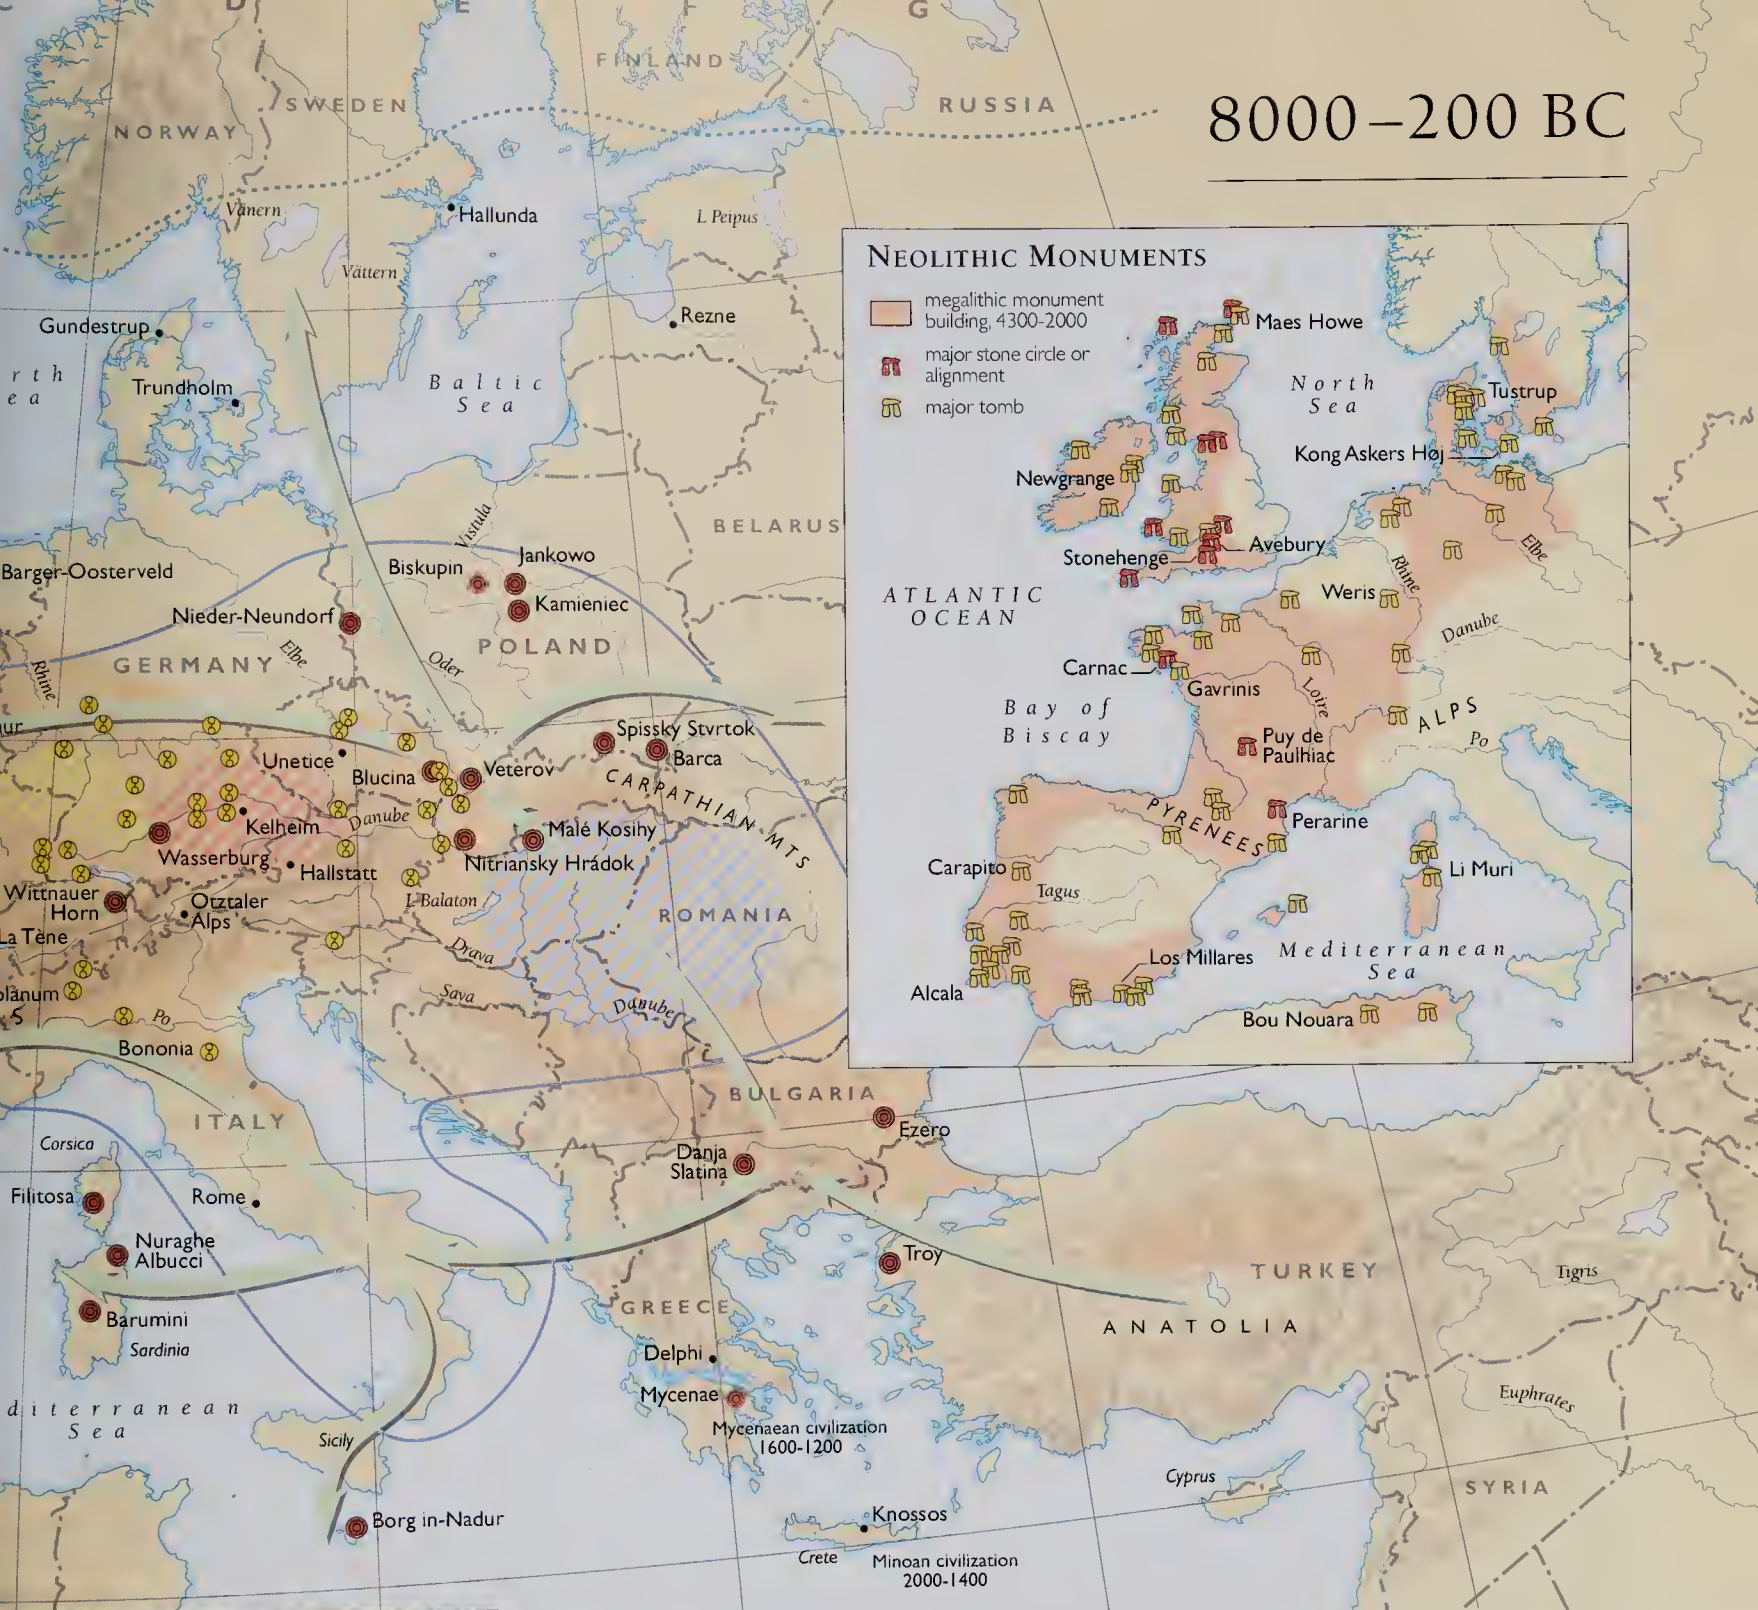 D
E
F
G
FINLAND
SWEDEN
NORWAY
RUSSIA
8000–200 BC
Vänern
Hallunda
L Peipus
Vättern
Gundestrup
Rezne
Trundholm
Baltic
Sea
BELARUS
Vistula
Jankowo
Biskupin
Barger-Oosterveld
Kamieniec
Nieder-Neundorf
POLAND
GERMANY
Elbe
Oder
Rhine
Spissky Stvrtok
Barca
Unetice
Blucina
Veterov
CARPATHIAN MTS
Kelheim
Danube
Malé Kosihy
Wasserburg
Hallstatt
Nitriansky Hrádok
Wittnauer
Horn
Otztaler
Alps
L Balaton
ROMANIA
La Tène
Drava
Sava
Danube
Po
Bononia
BULGARIA
ITALY
Ezero
Corsica
Danja
Slatina
Filitosa
Rome
Nuraghe
Albucci
Troy
TURKEY
Tigris
Barumini
GREECE
ANATOLIA
Sardinia
Delphi
Mycenae
Euphrates
Mycenaean civilization
1600-1200
Sea
Sicily
Cyprus
SYRIA
Borg in-Nadur
Knossos
Crete
Minoan civilization
2000-1400
NEOLITHIC MONUMENTS
megalithic monument
building, 4300-2000
major stone circle or
alignment
major tomb
Maes Howe
North
Sea
Tustrup
Kong Askers Høj
Newgrange
Stonehenge
Avebury
Elbe
Rhine
ATLANTIC
OCEAN
Weris
Danube
Carnac
Gavrinis
Loire
Bay of
Biscay
ALPS
Po
Puy de
Paulhiac
PYRENEES
Perarine
Carapito
Tagus
Li Muri
Los Millares
Mediterranean
Sea
Alcala
Bou Nouara